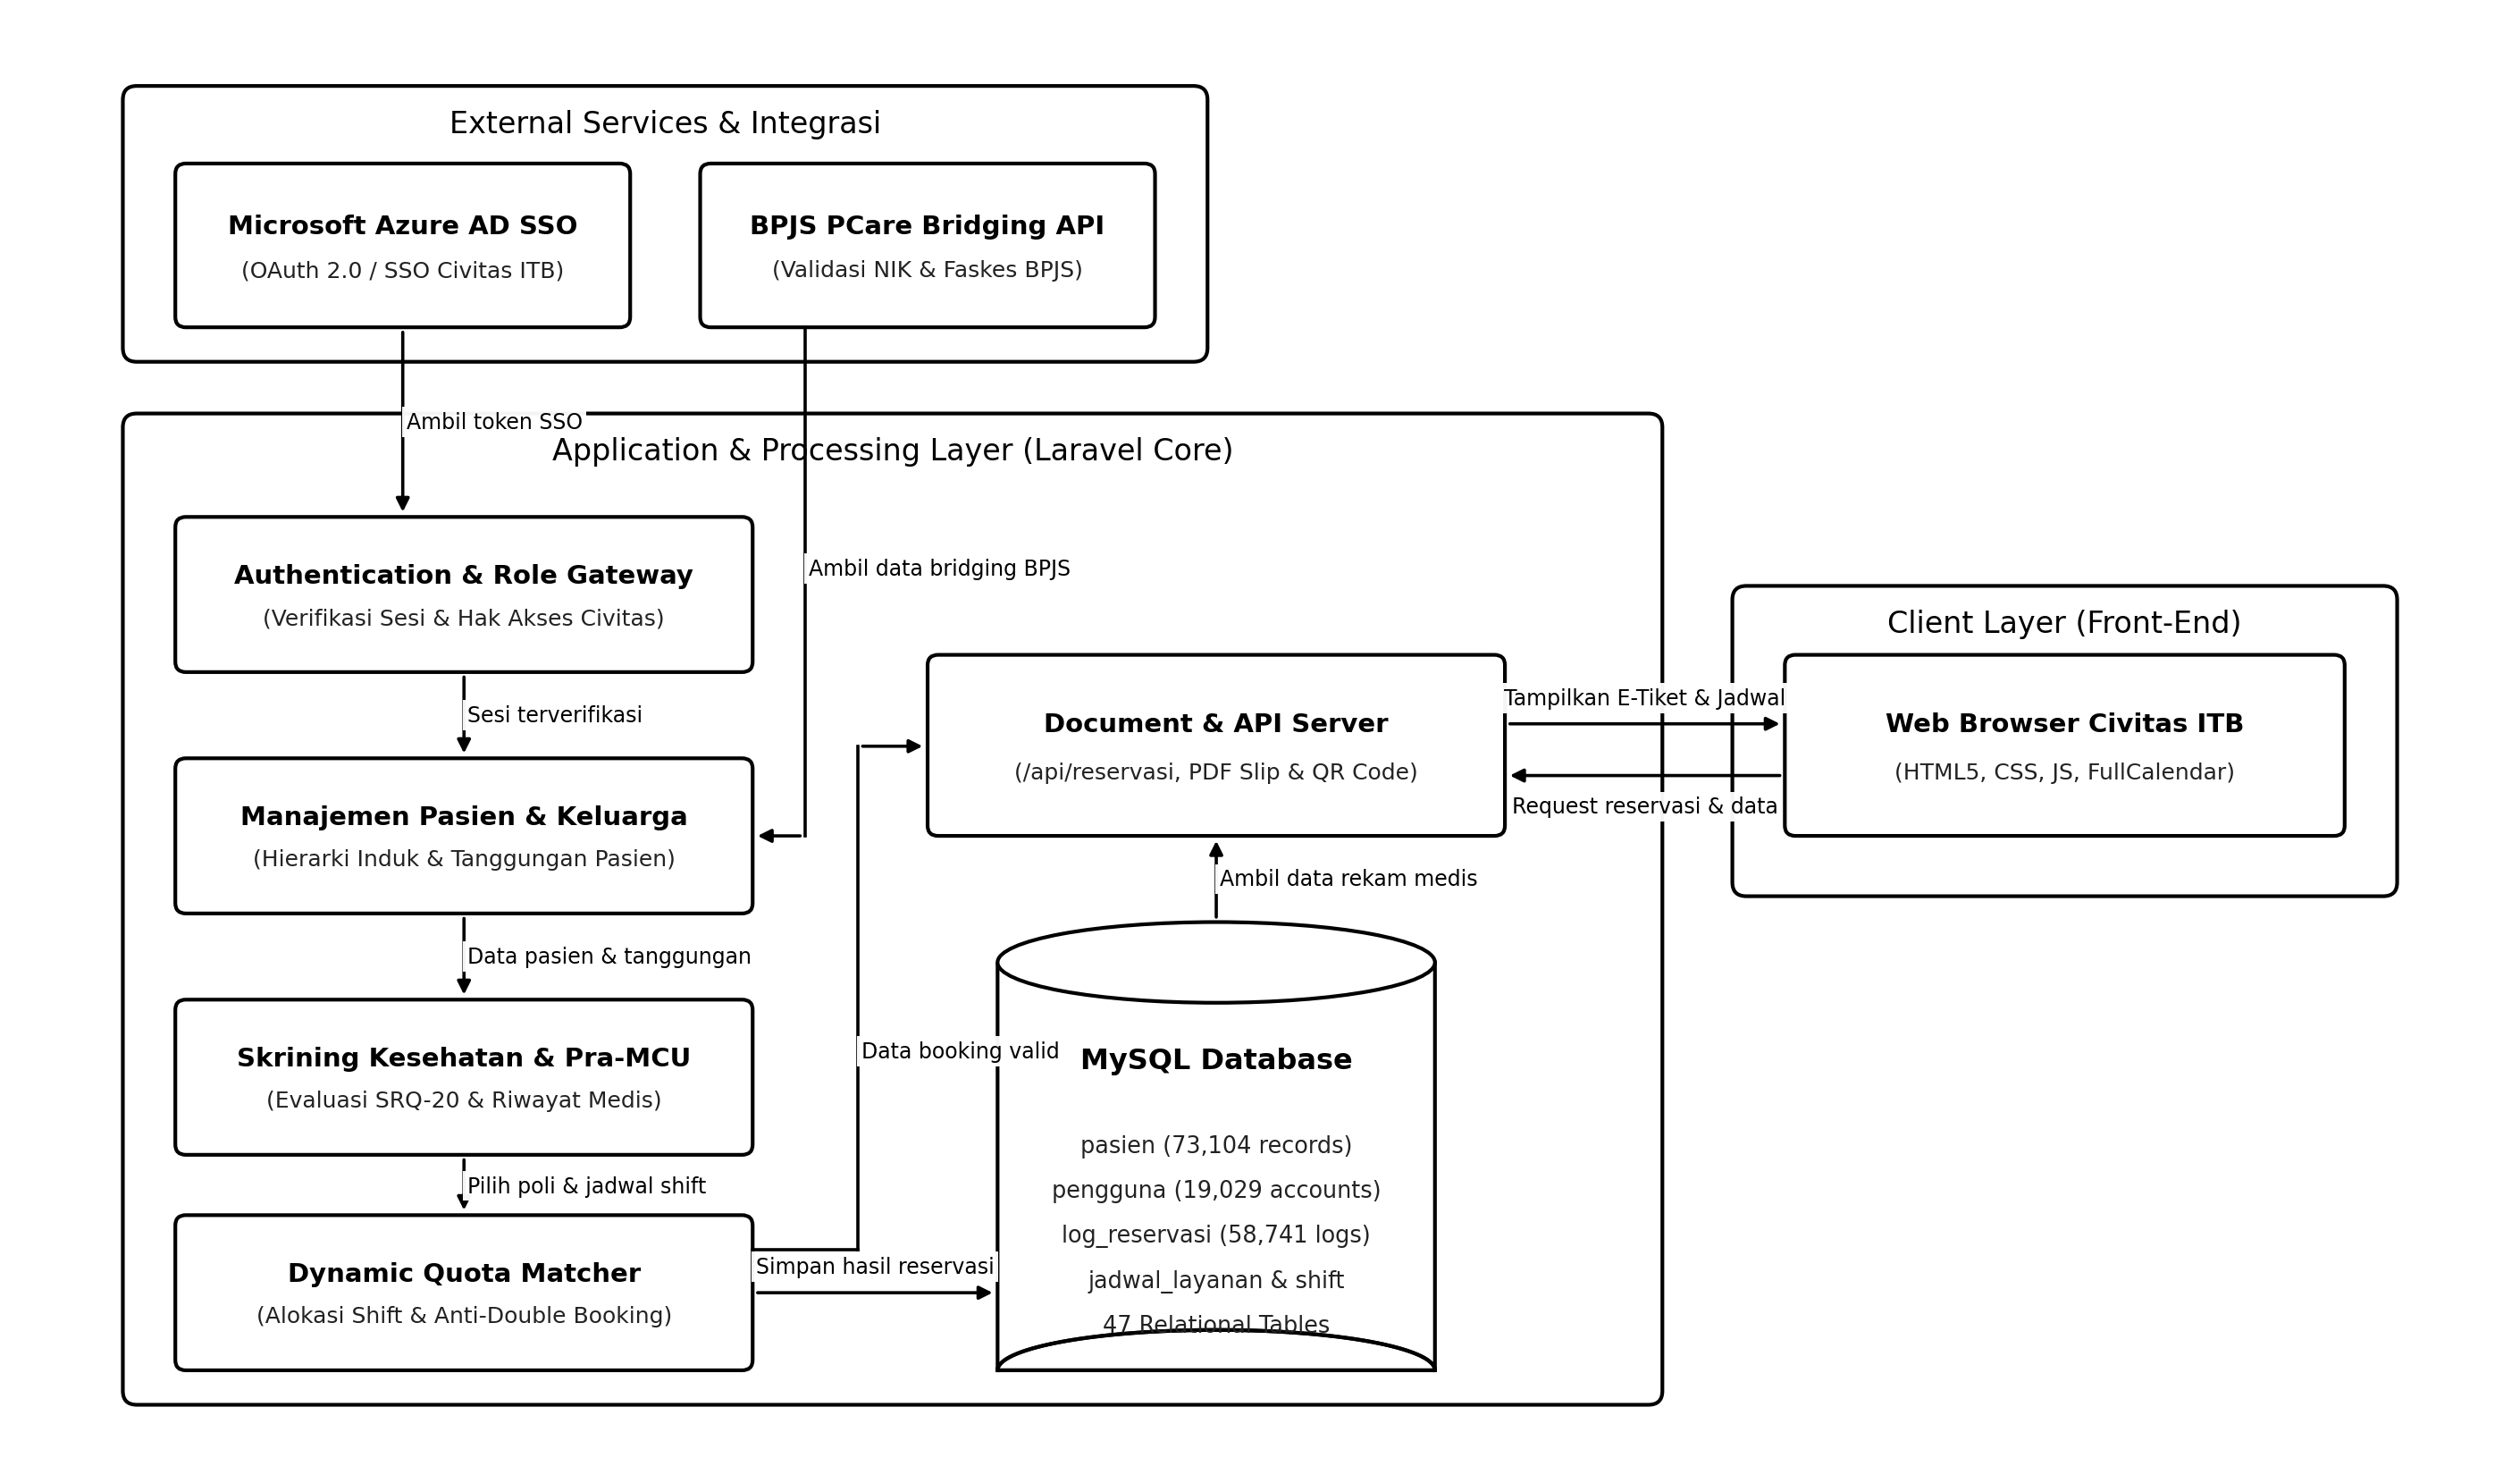 External Services & Integrasi
Microsoft Azure AD SSO
(OAuth 2.0 / SSO Civitas ITB)
BPJS PCare Bridging API
(Validasi NIK & Faskes BPJS)
Ambil token SSO
Application & Processing Layer (Laravel Core)
Authentication & Role Gateway
(Verifikasi Sesi & Hak Akses Civitas)
Ambil data bridging BPJS
Sesi terverifikasi
Manajemen Pasien & Keluarga
(Hierarki Induk & Tanggungan Pasien)
Data pasien & tanggungan
Skrining Kesehatan & Pra-MCU
(Evaluasi SRQ-20 & Riwayat Medis)
Pilih poli & jadwal shift
Dynamic Quota Matcher
(Alokasi Shift & Anti-Double Booking)
Simpan hasil reservasi
Data booking valid
Document & API Server
(/api/reservasi, PDF Slip & QR Code)
Ambil data rekam medis
MySQL Database
pasien (73,104 records)
pengguna (19,029 accounts)
log_reservasi (58,741 logs)
jadwal_layanan & shift
47 Relational Tables
Tampilkan E-Tiket & Jadwal
Request reservasi & data
Client Layer (Front-End)
Web Browser Civitas ITB
(HTML5, CSS, JS, FullCalendar)